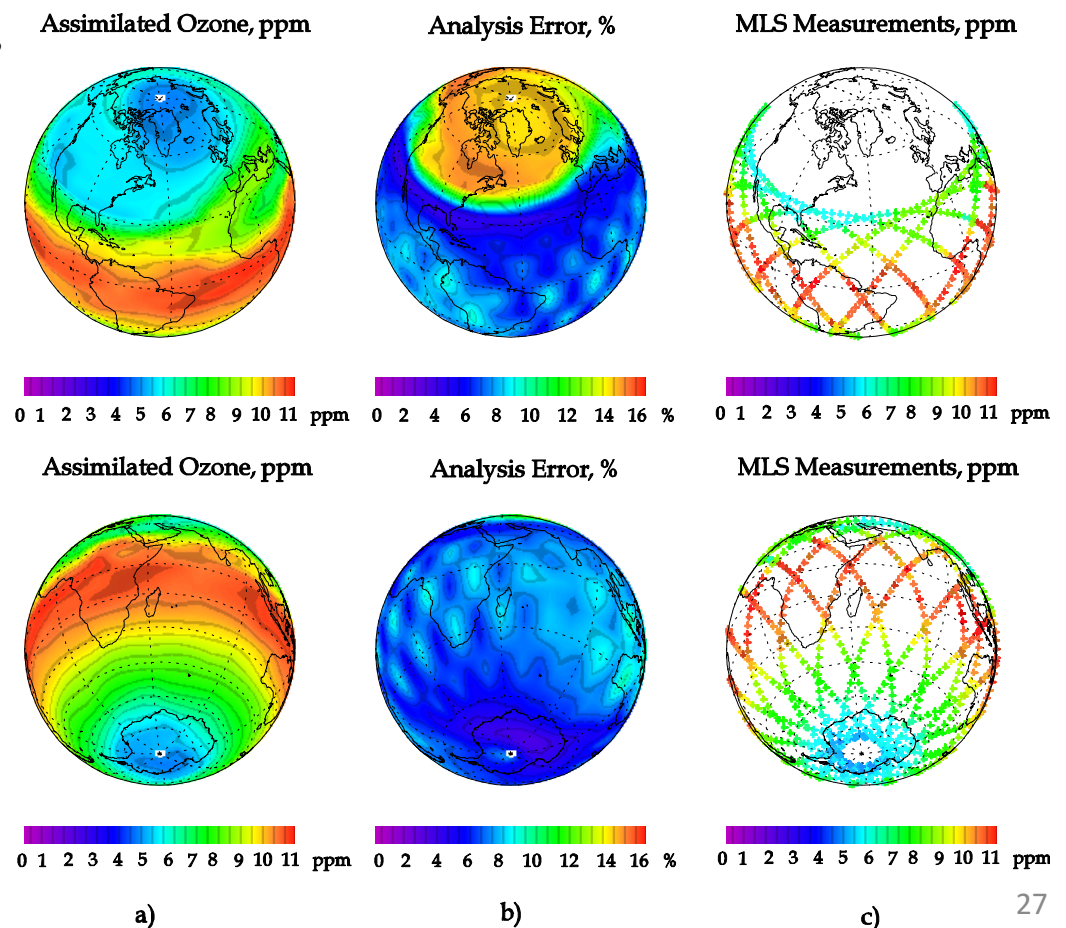 Assimilated Ozone, ppm
Analysis Error, %
MLS Measurements, ppm
0 1 2 3 4 5 6 7 8 9 10 11 ppm
0 2 4 6 8 10 12 14 16 %
0 1 2 3 4 5 6 7 8 9 10 11 ppm
Assimilated Ozone, ppm
Analysis Error, %
MLS Measurements, ppm
0 1 2 3 4 5 6 7 8 9 10 11 ppm
0 2 4 6 8 10 12 14 16 %
0 1 2 3 4 5 6 7 8 9 10 11 ppm
a)
b)
c)
27